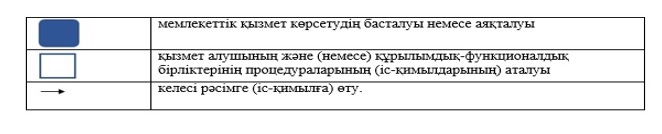 мемлекеттік қызмет көрсетудің басталуы немесе аяқталуы
қызмет алушының және (немесе) құрылымдық-функционалдық
бірліктерінің процедураларының (іс-қимылдарының) аталуы
келесі рәсімге (іс-қимылға) өту.